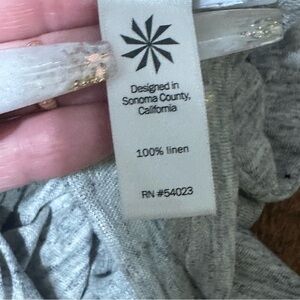 Designed in
Sonoma County,
California
100% linen
RN #54023